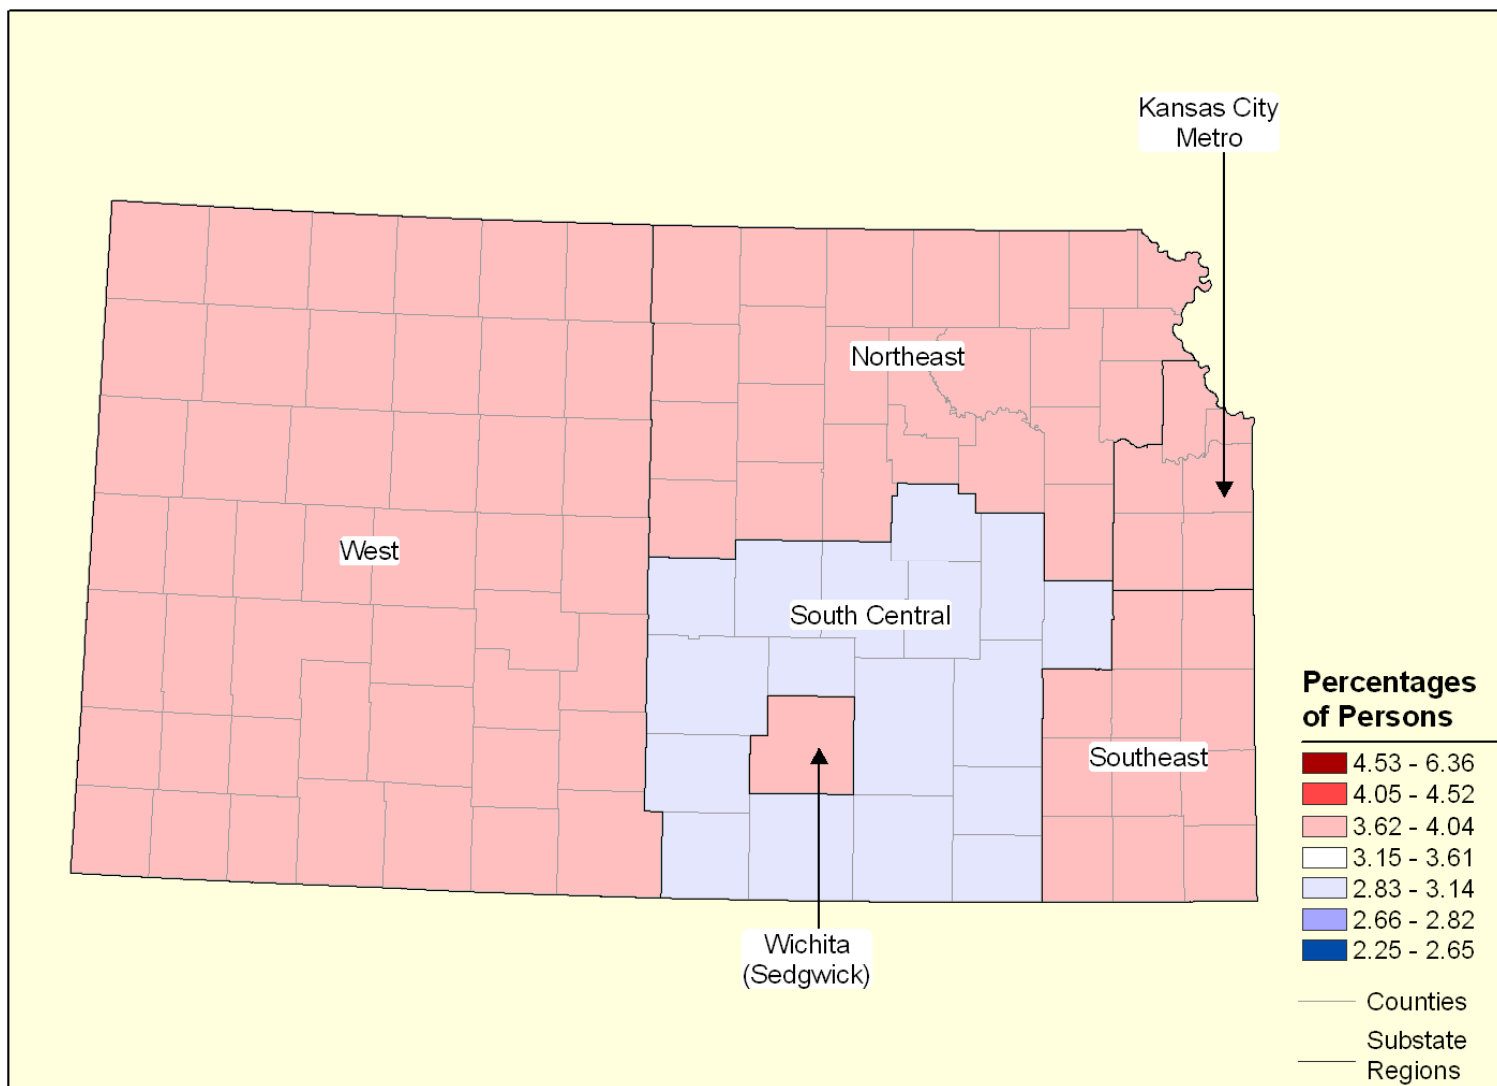 Kansas City
Metro
Northeast
West
South Central
Southeast
Wichita
(Sedgwick)
Percentages
of Persons
4.53 - 6.36
4.05 - 4.52
3.62 - 4.04
3.15 - 3.61
2.83 - 3.14
2.66 - 2.82
2.25 - 2.65
Counties
Substate
Regions